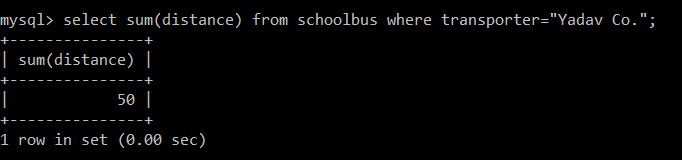 mysql> select sum(distance) from schoolbus where transporter="Yadav Co.";
+---------------+
| sum(distance) |
+---------------+
|            50 |
+---------------+
1 row in set (0.00 sec)